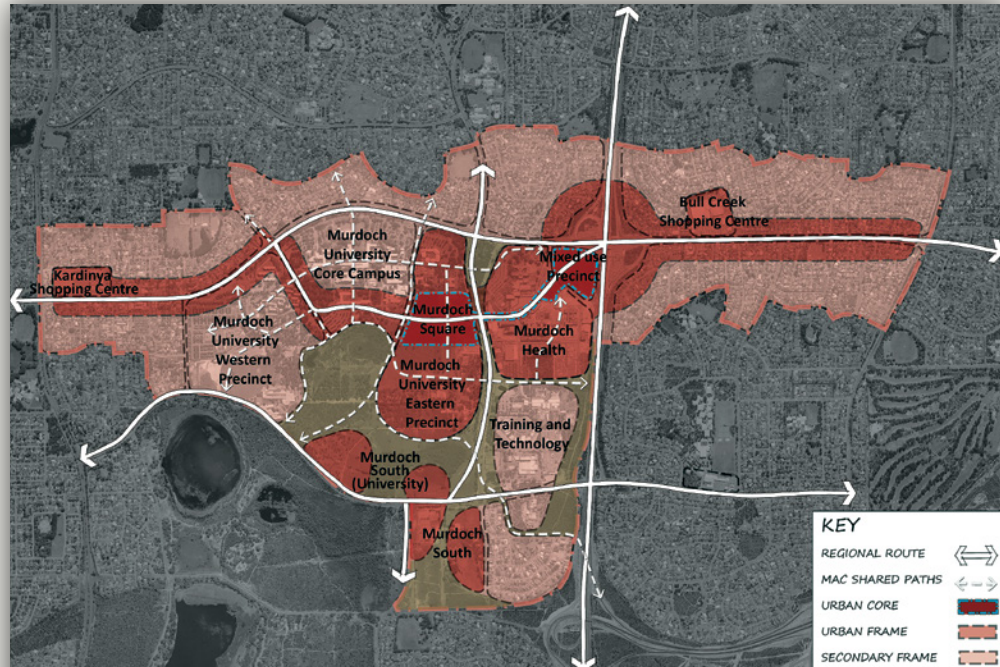 Bull Creek
Shopping Centre
Murdoch
University
Core Campus
Mixed use
Precinct
Kardinya
Shopping Centre
Murdoch
Square
Murdoch
University
Western
Precinct
Murdoch
Health
Murdoch
University
Eastern
Precinct
Training and
Technology
Murdoch
South
(University)
Murdoch
South
KEY
REGIONAL ROUTE
MAC SHARED PATHS
URBAN CORE
URBAN FRAME
SECONDARY FRAME